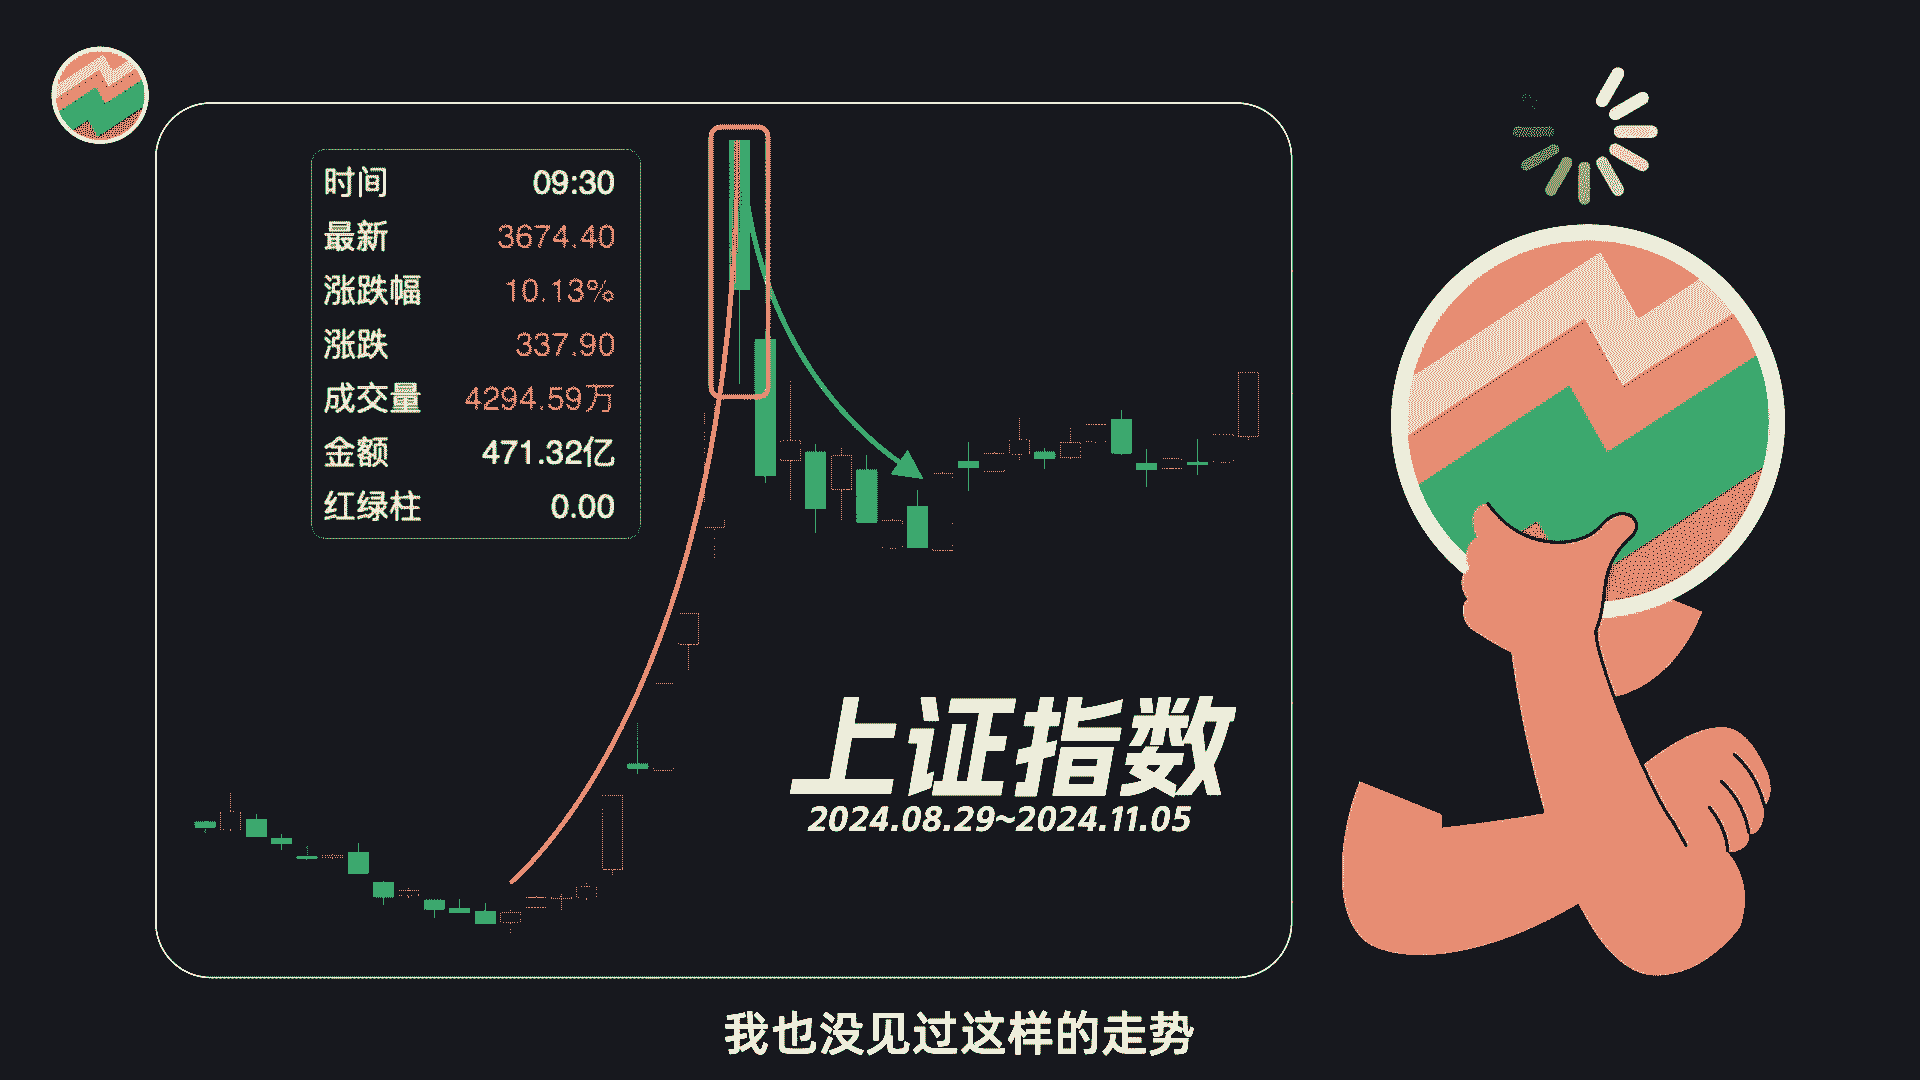 时间 09:30
最新 3674.40
涨跌幅 10.13%
涨跌 337.90
成交量 4294.59万
金额 471.32亿
红绿柱 0.00
上证指数
2024.08.29~2024.11.05
我也没见过这样的走势